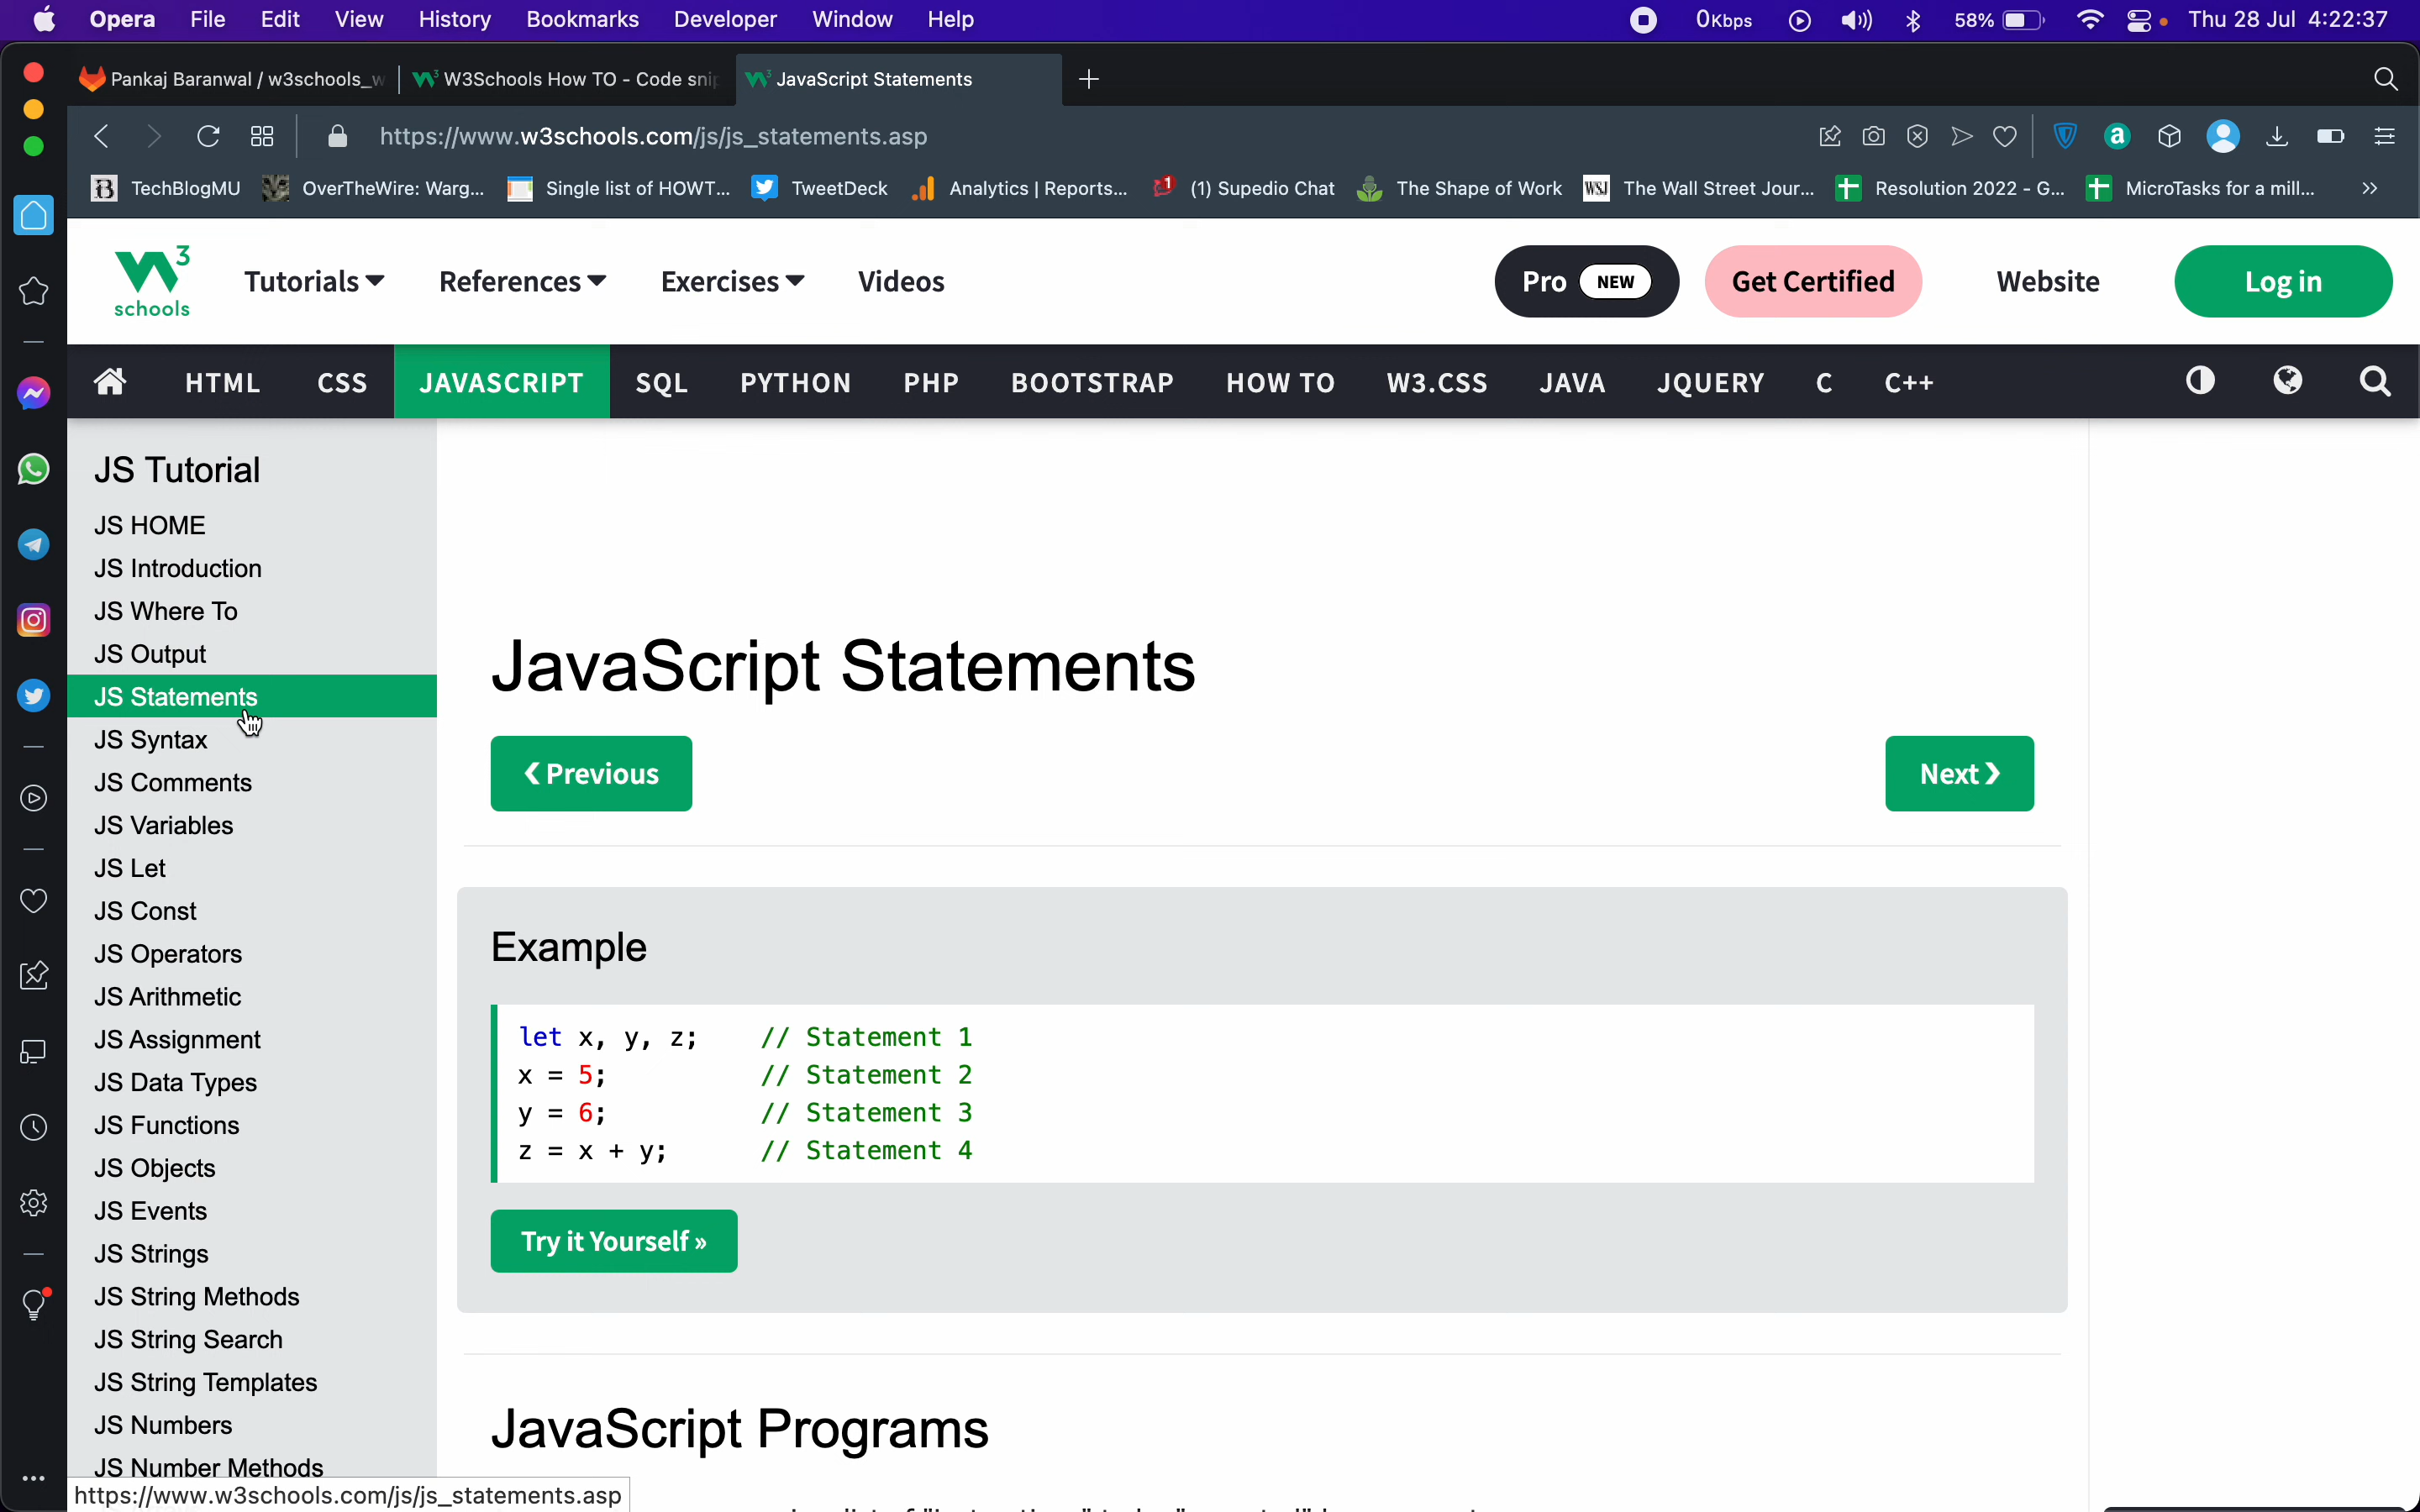 Opera File Edit View History Bookmarks Developer Window Help 0Kbps 58% Thu 28 Jul 4:22:37
Pankaj Baranwal / w3schools_w W3Schools How TO - Code snip JavaScript Statements
https://www.w3schools.com/js/js_statements.asp
TechBlogMU OverTheWire: Warg... Single list of HOWT... TweetDeck Analytics | Reports... (1) Supedio Chat The Shape of Work WSJ The Wall Street Jour... Resolution 2022 - G... MicroTasks for a mill... »
W3 schools Tutorials References Exercises Videos Pro NEW Get Certified Website Log in
HTML CSS JAVASCRIPT SQL PYTHON PHP BOOTSTRAP HOW TO W3.CSS JAVA JQUERY C C++
JS Tutorial
JS HOME
JS Introduction
JS Where To
JS Output
JS Statements
JS Syntax
JS Comments
JS Variables
JS Let
JS Const
JS Operators
JS Arithmetic
JS Assignment
JS Data Types
JS Functions
JS Objects
JS Events
JS Strings
JS String Methods
JS String Search
JS String Templates
JS Numbers
JS Number Methods
https://www.w3schools.com/js/js_statements.asp
JavaScript Statements
❮ Previous
Next ❯
Example
let x, y, z;    // Statement 1
x = 5;          // Statement 2
y = 6;          // Statement 3
z = x + y;      // Statement 4
Try it Yourself »
JavaScript Programs